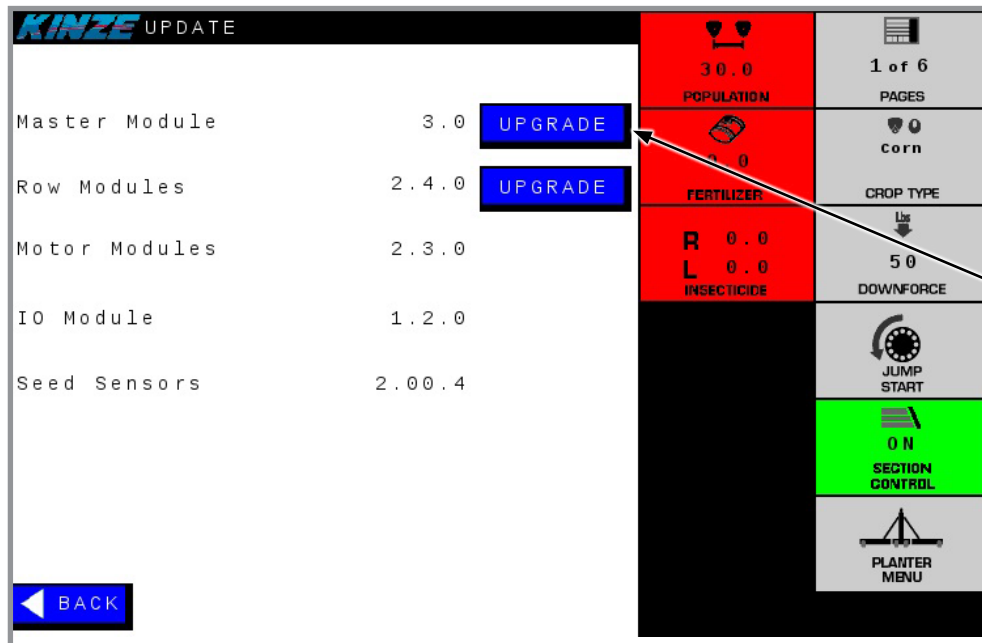 KINZE UPDATE
Master Module 3.0 UPGRADE
Row Modules 2.4.0 UPGRADE
Motor Modules 2.3.0
IO Module 1.2.0
Seed Sensors 2.00.4
BACK
30.0
POPULATION
FERTILIZER
R 0.0
L 0.0
INSECTICIDE
1 of 6
PAGES
Corn
CROP TYPE
Lbs
50
DOWNFORCE
JUMP
START
ON
SECTION
CONTROL
PLANTER
MENU